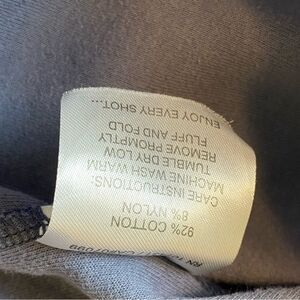 92% COTTON
8% NYLON
CARE INSTRUCTIONS:
MACHINE WASH WARM
TUMBLE DRY LOW
REMOVE PROMPTLY
FLUFF AND FOLD
ENJOY EVERY SHOT...